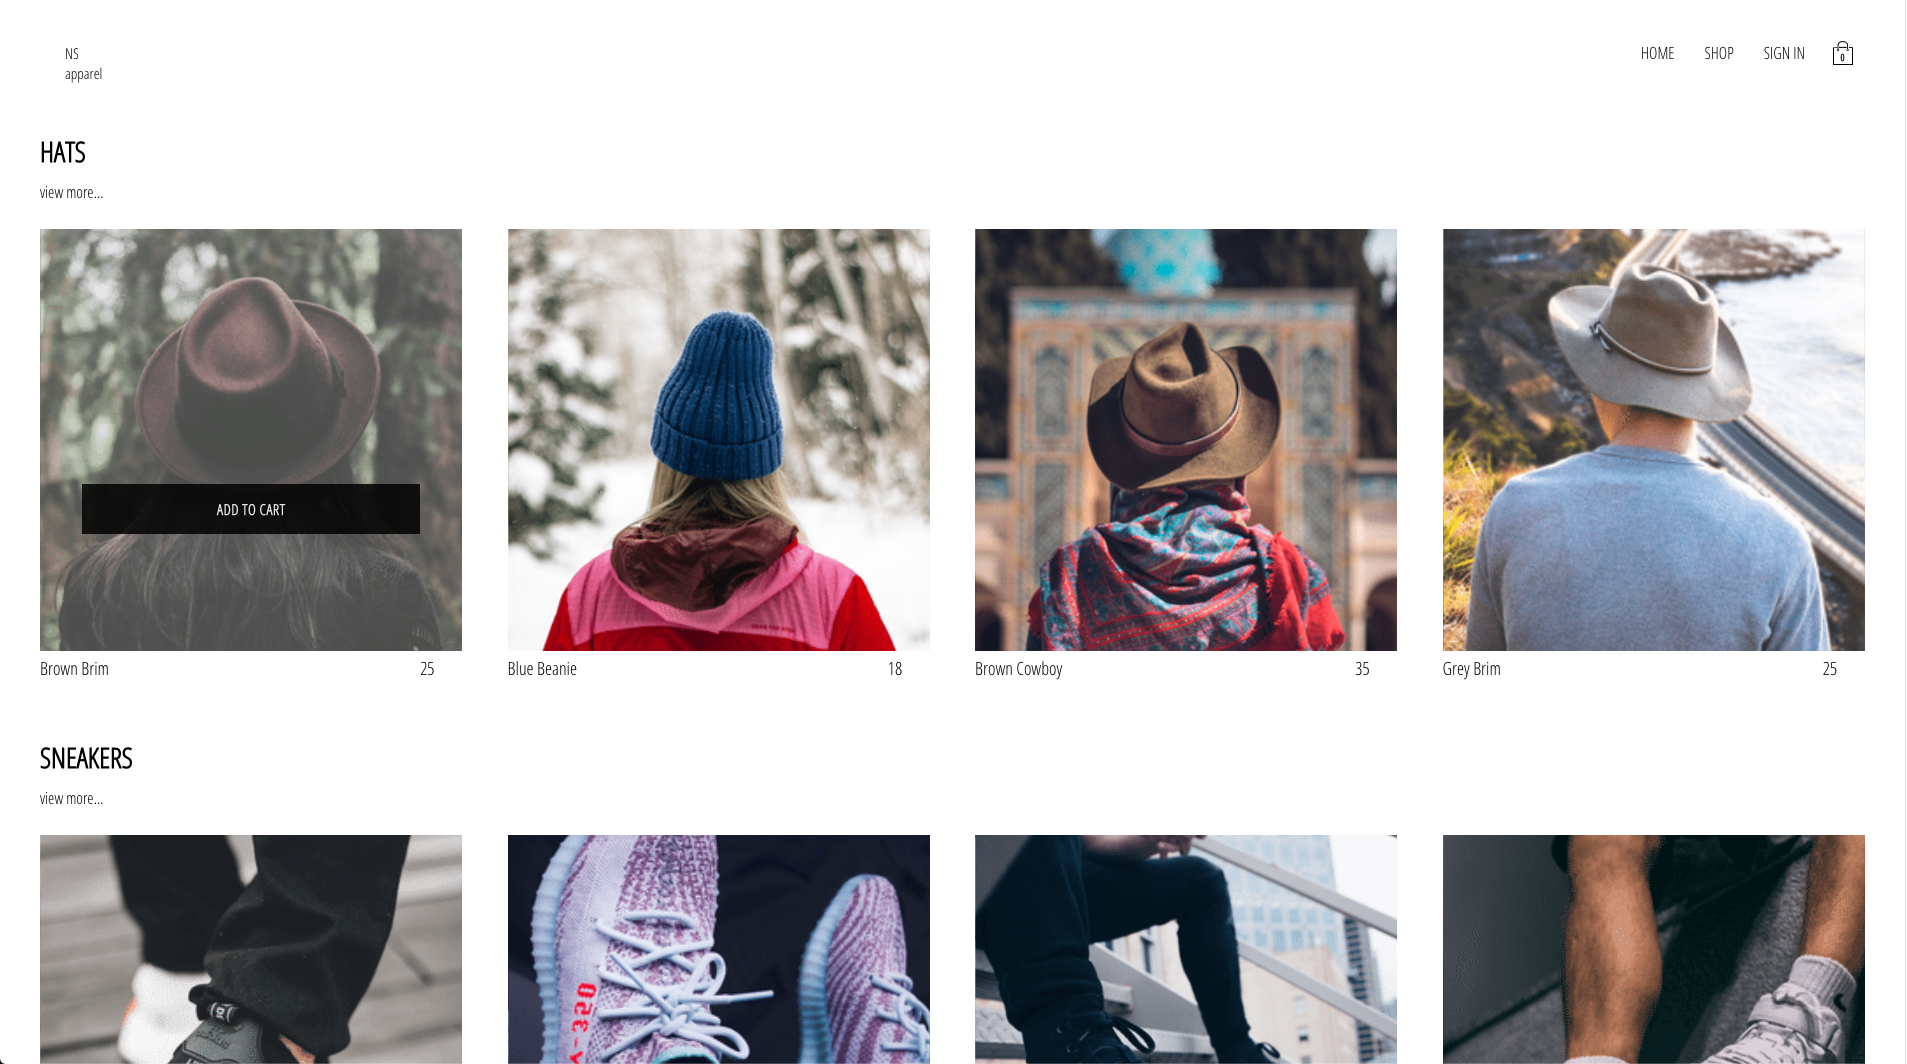 NS
apparel
HOME SHOP SIGN IN 0
HATS
view more...
ADD TO CART
Brown Brim 25
Blue Beanie 18
Brown Cowboy 35
Grey Brim 25
SNEAKERS
view more...